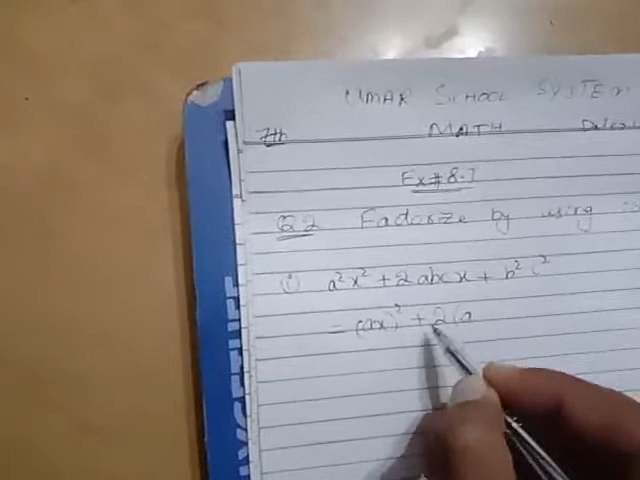 UMAR SCHOOL SYSTEM
7th MATH
Ex# 8.7
Q2 Factorize by using
(i) a²x² + 2abcx + b²c²
= (ax)² + 2(a